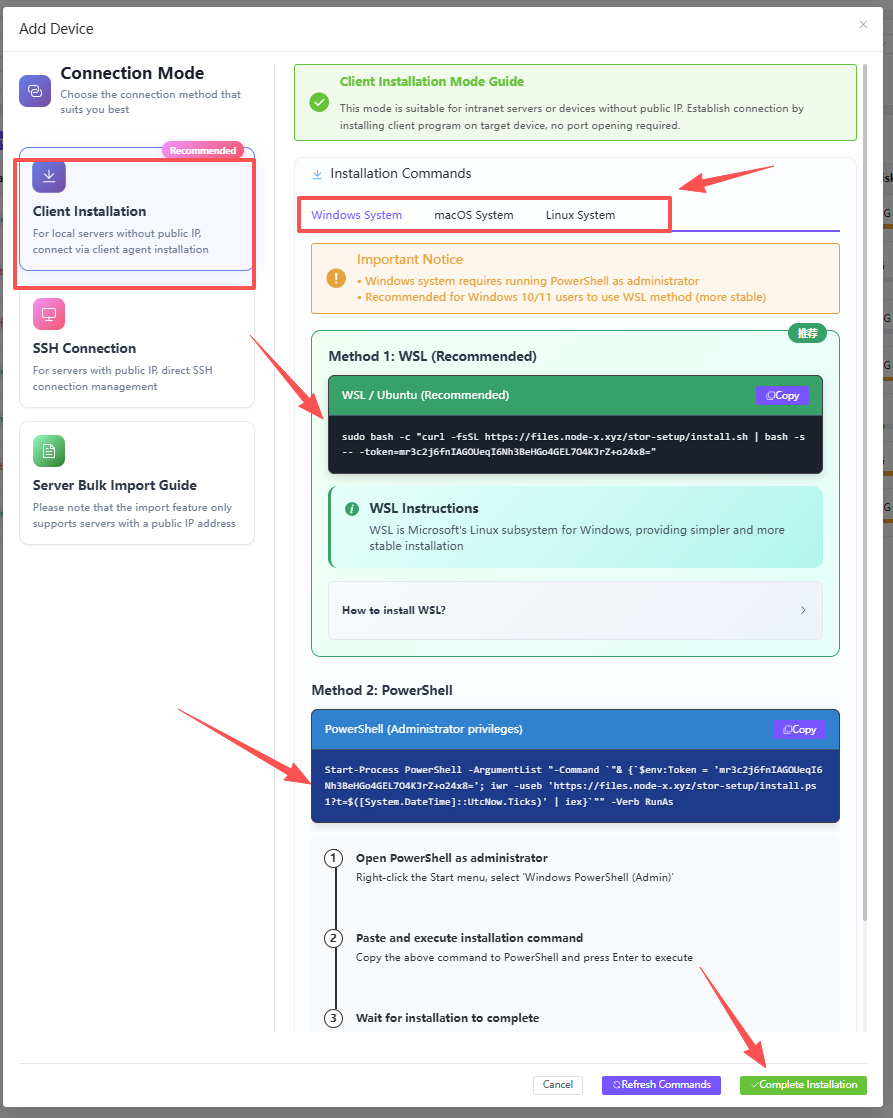 Add Device
Connection Mode
Choose the connection method that
suits you best
Recommended
Client Installation
For local servers without public IP,
connect via client agent installation
SSH Connection
For servers with public IP, direct SSH
connection management
Server Bulk Import Guide
Please note that the import feature only
supports servers with a public IP address
Client Installation Mode Guide
This mode is suitable for intranet servers or devices without public IP. Establish connection by
installing client program on target device, no port opening required.
Installation Commands
Windows System macOS System Linux System
Important Notice
• Windows system requires running PowerShell as administrator
• Recommended for Windows 10/11 users to use WSL method (more stable)
推荐
Method 1: WSL (Recommended)
WSL / Ubuntu (Recommended) Copy
sudo bash -c "curl -fsSL https://files.node-x.xyz/stor-setup/install.sh | bash -s
-- -token=mr3c2j6fnIAGOUeqI6Nh3BeHGo4GEL7O4KJrZ+o24x8="
WSL Instructions
WSL is Microsoft's Linux subsystem for Windows, providing simpler and more
stable installation
How to install WSL?
Method 2: PowerShell
PowerShell (Administrator privileges) Copy
Start-Process PowerShell -ArgumentList "-Command `"& {`$env:Token = 'mr3c2j6fnIAGOUeqI6
Nh3BeHGo4GEL7O4KJrZ+o24x8='; iwr -useb 'https://files.node-x.xyz/stor-setup/install.ps
1?t=$([System.DateTime]::UtcNow.Ticks)' | iex}`"" -Verb RunAs
1 Open PowerShell as administrator
Right-click the Start menu, select 'Windows PowerShell (Admin)'
2 Paste and execute installation command
Copy the above command to PowerShell and press Enter to execute
3 Wait for installation to complete
Cancel Refresh Commands Complete Installation